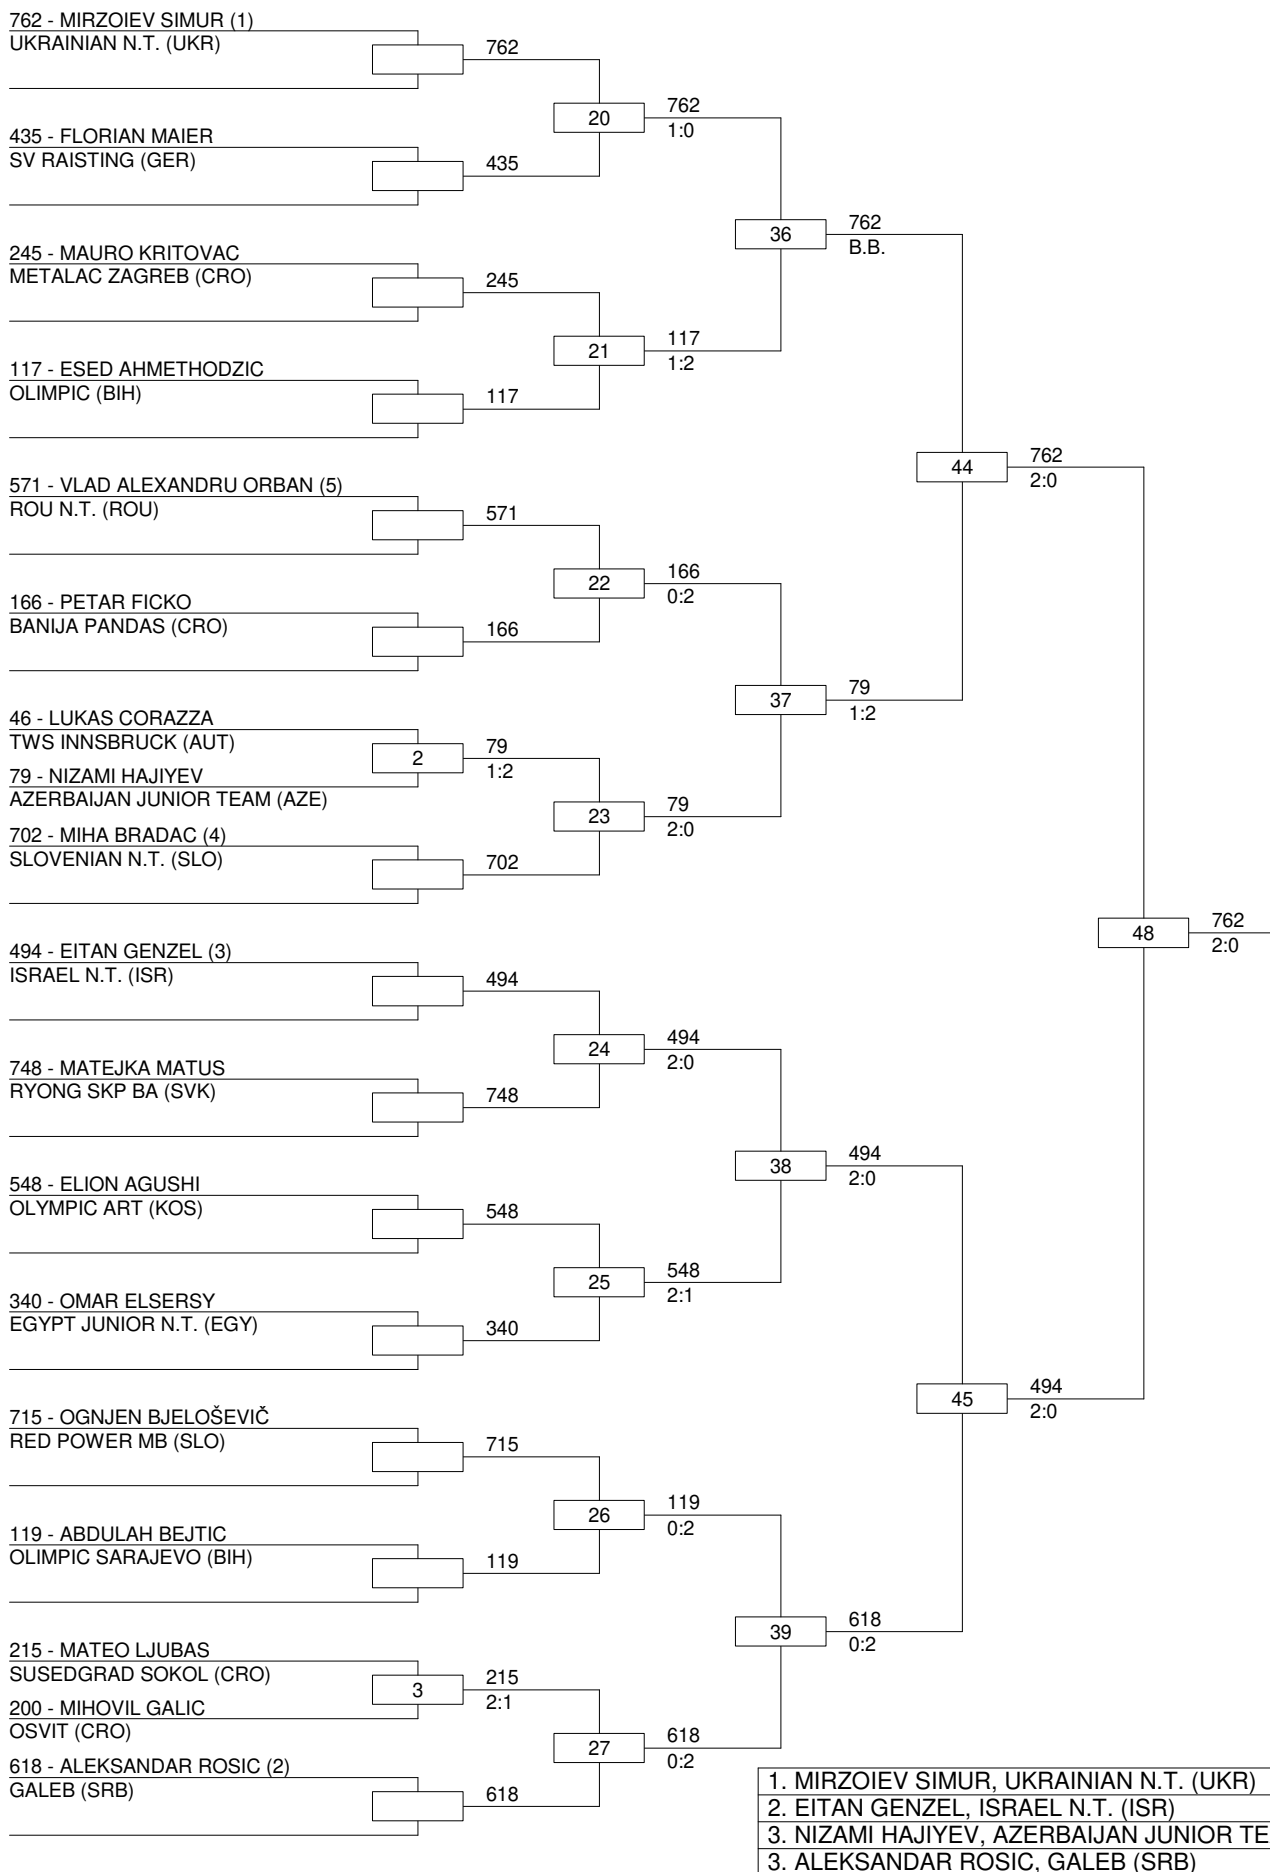 762 - MIRZOIEV SIMUR (1)
UKRAINIAN N.T. (UKR)
762
20
762
1:0
435 - FLORIAN MAIER
SV RAISTING (GER)
435
36
762
B.B.
245 - MAURO KRITOVAC
METALAC ZAGREB (CRO)
245
21
117
1:2
117 - ESED AHMETHODZIC
OLIMPIC (BIH)
117
44
762
2:0
571 - VLAD ALEXANDRU ORBAN (5)
ROU N.T. (ROU)
571
22
166
0:2
166 - PETAR FICKO
BANIJA PANDAS (CRO)
166
37
79
1:2
46 - LUKAS CORAZZA
TWS INNSBRUCK (AUT)
2
79
1:2
79 - NIZAMI HAJIYEV
AZERBAIJAN JUNIOR TEAM (AZE)
23
79
2:0
702 - MIHA BRADAC (4)
SLOVENIAN N.T. (SLO)
702
48
762
2:0
494 - EITAN GENZEL (3)
ISRAEL N.T. (ISR)
494
24
494
2:0
748 - MATEJKA MATUS
RYONG SKP BA (SVK)
748
38
494
2:0
548 - ELION AGUSHI
OLYMPIC ART (KOS)
548
25
548
2:1
340 - OMAR ELSERSY
EGYPT JUNIOR N.T. (EGY)
340
45
494
2:0
715 - OGNJEN BJELOŠEVIČ
RED POWER MB (SLO)
715
26
119
0:2
119 - ABDULAH BEJTIC
OLIMPIC SARAJEVO (BIH)
119
39
618
0:2
215 - MATEO LJUBAS
SUSEDGRAD SOKOL (CRO)
3
215
2:1
200 - MIHOVIL GALIC
OSVIT (CRO)
27
618
0:2
618 - ALEKSANDAR ROSIC (2)
GALEB (SRB)
618
1. MIRZOIEV SIMUR, UKRAINIAN N.T. (UKR)
2. EITAN GENZEL, ISRAEL N.T. (ISR)
3. NIZAMI HAJIYEV, AZERBAIJAN JUNIOR TE
3. ALEKSANDAR ROSIC, GALEB (SRB)